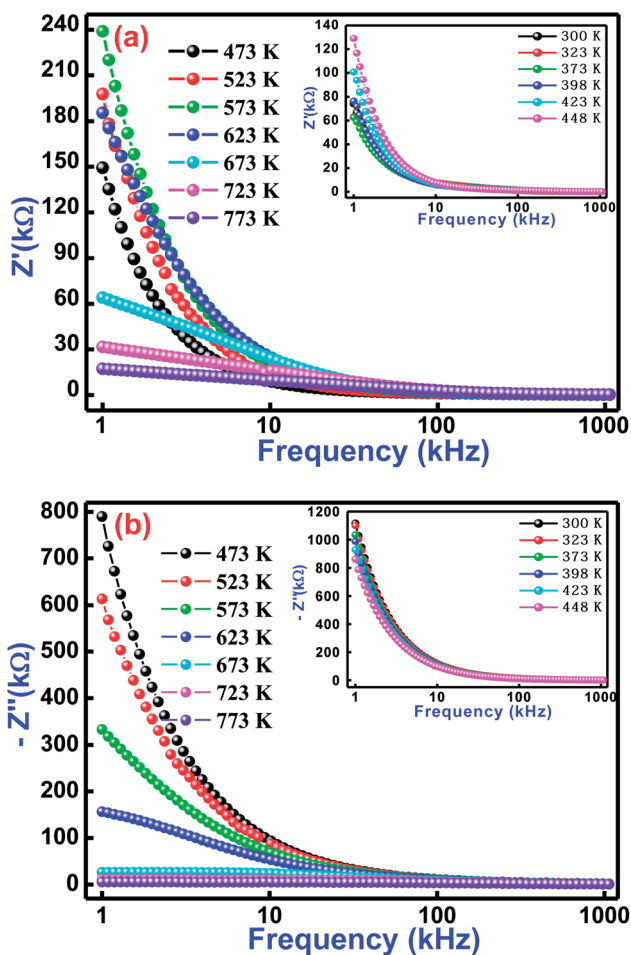 (a)
Z'(kΩ)
240
210
180
150
120
90
60
30
0
473 K
523 K
573 K
623 K
673 K
723 K
773 K
1 10 100 1000
Frequency (kHz)
Z'(kΩ)
140
120
100
80
60
40
20
0
300 K
323 K
373 K
398 K
423 K
448 K
1 10 100 1000
Frequency (kHz)
(b)
- Z''(kΩ)
800
700
600
500
400
300
200
100
0
473 K
523 K
573 K
623 K
673 K
723 K
773 K
1 10 100 1000
Frequency (kHz)
- Z''(kΩ)
1200
1000
800
600
400
200
0
300 K
323 K
373 K
398 K
423 K
448 K
1 10 100 1000
Frequency (kHz)